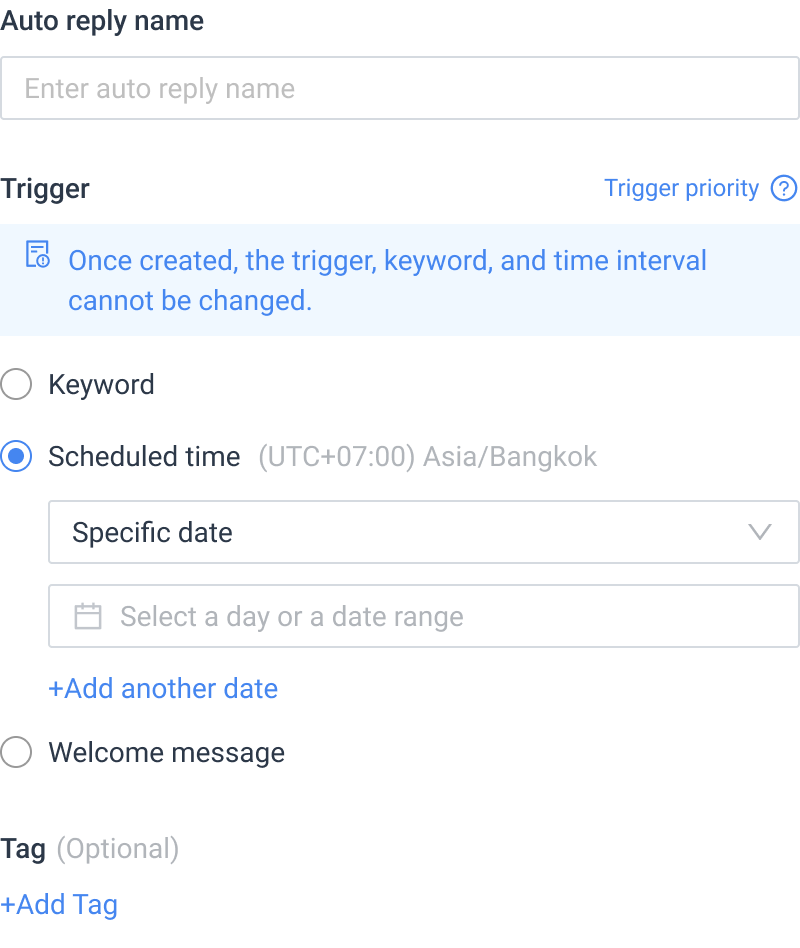 Auto reply name
Enter auto reply name
Trigger
Trigger priority ?
Once created, the trigger, keyword, and time interval
cannot be changed.
Keyword
Scheduled time (UTC+07:00) Asia/Bangkok
Specific date
Select a day or a date range
+Add another date
Welcome message
Tag (Optional)
+Add Tag